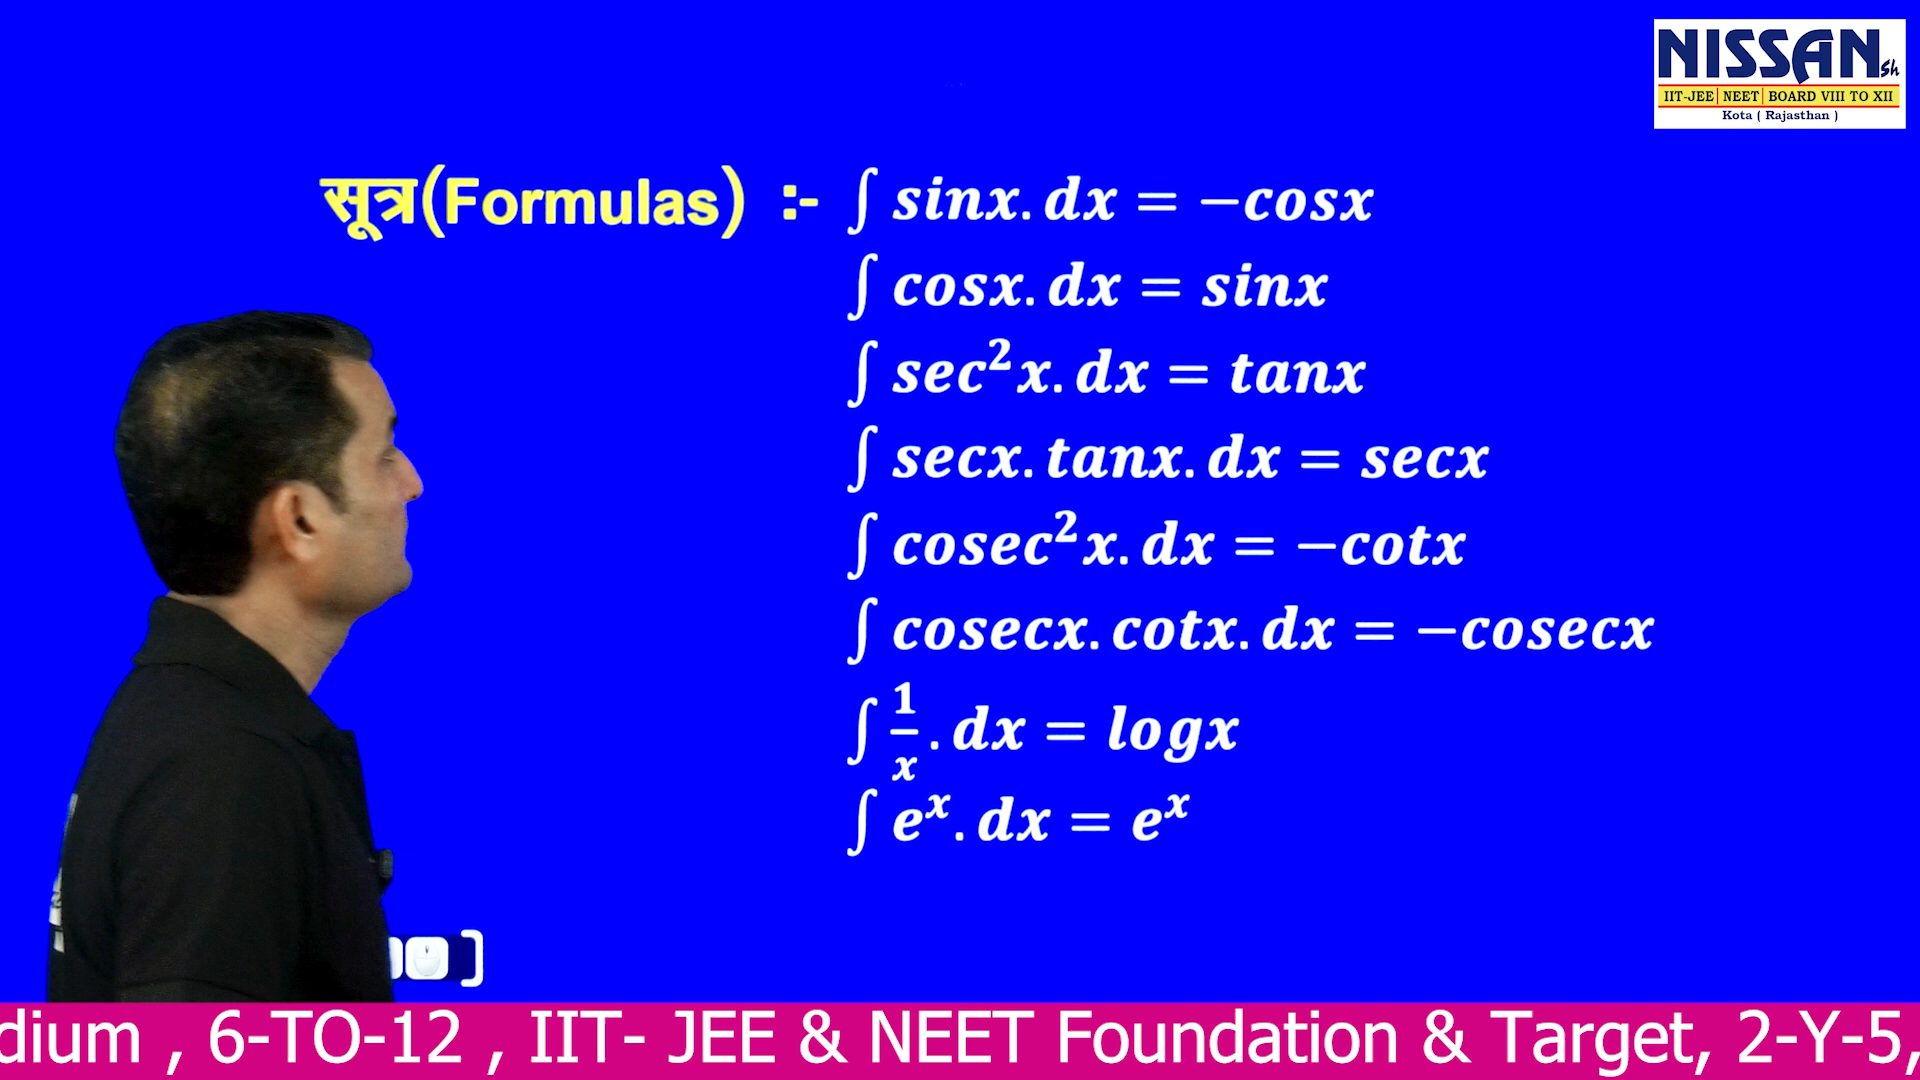 NISSAN sh
IIT-JEE | NEET | BOARD VIII TO XII
Kota ( Rajasthan )
सूत्र(Formulas) :- ∫ sinx. dx = −cosx
∫ cosx. dx = sinx
∫ sec²x. dx = tanx
∫ secx. tanx. dx = secx
∫ cosec²x. dx = −cotx
∫ cosecx. cotx. dx = −cosecx
∫ 1/x . dx = logx
∫ eˣ. dx = eˣ
]
dium , 6-TO-12 , IIT- JEE & NEET Foundation & Target, 2-Y-5,